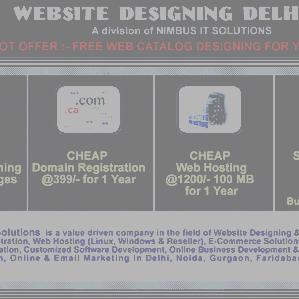 WEBSITE DESIGNING DELH
A division of NIMBUS IT SOLUTIONS
OT OFFER :- FREE WEB CATALOG DESIGNING FOR Y
.com
.ca
CHEAP
Domain Registration
@399/- for 1 Year
CHEAP
Web Hosting
@1200/- 100 MB
for 1 Year
ning
ges
S
Bu
Solutions is a value driven company in the field of Website Designing &
tration, Web Hosting (Linux, Windows & Reseller), E-Commerce Solution
ation, Customized Software Development, Online Business Development &
n, Online & Email Marketing in Delhi, Noida, Gurgaon, Faridabad